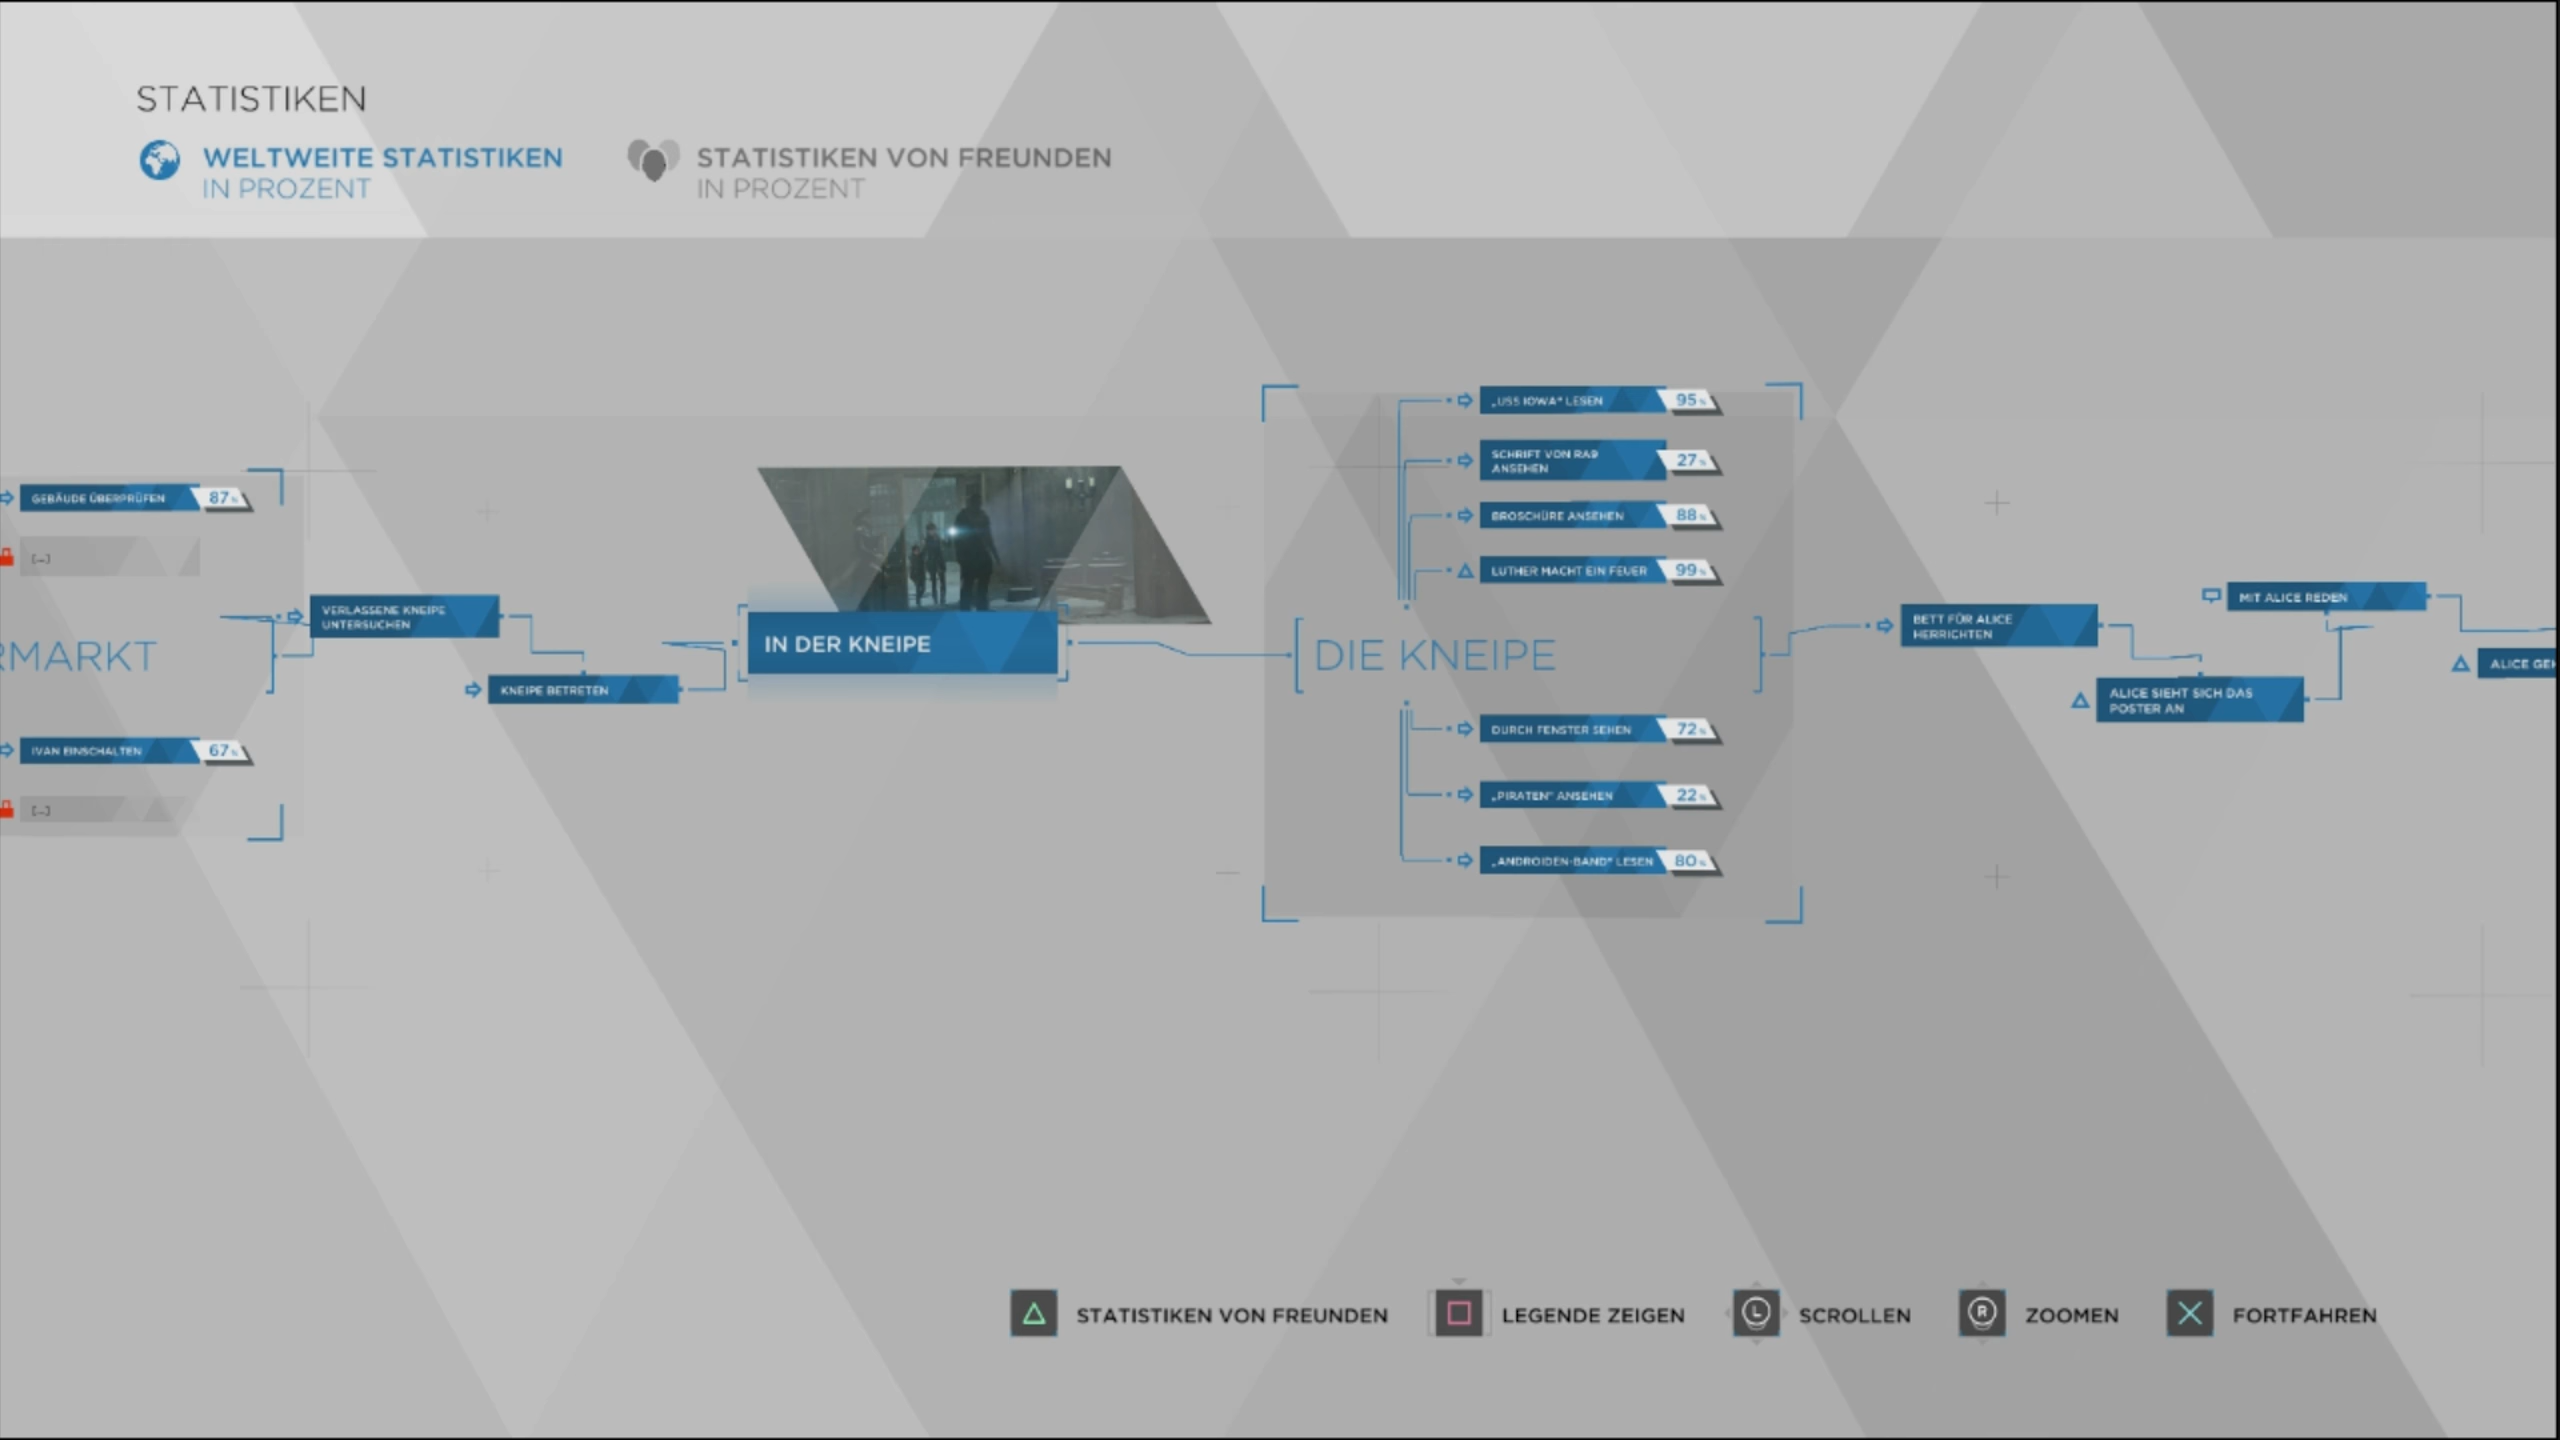 STATISTIKEN
WELTWEITE STATISTIKEN
IN PROZENT
STATISTIKEN VON FREUNDEN
IN PROZENT
GEBÄUDE ÜBERPRÜFEN
87%
[...]
RMARKT
IVAN EINSCHALTEN
67%
[...]
VERLASSENE KNEIPE
UNTERSUCHEN
KNEIPE BETRETEN
IN DER KNEIPE
DIE KNEIPE
„USS IOWA" LESEN
95%
SCHRIFT VON RA9
ANSEHEN
27%
BROSCHÜRE ANSEHEN
88%
LUTHER MACHT EIN FEUER
99%
DURCH FENSTER SEHEN
72%
„PIRATEN" ANSEHEN
22%
„ANDROIDEN-BAND" LESEN
80%
BETT FÜR ALICE
HERRICHTEN
ALICE SIEHT SICH DAS
POSTER AN
MIT ALICE REDEN
ALICE GEH
STATISTIKEN VON FREUNDEN
LEGENDE ZEIGEN
L
SCROLLEN
R
ZOOMEN
FORTFAHREN